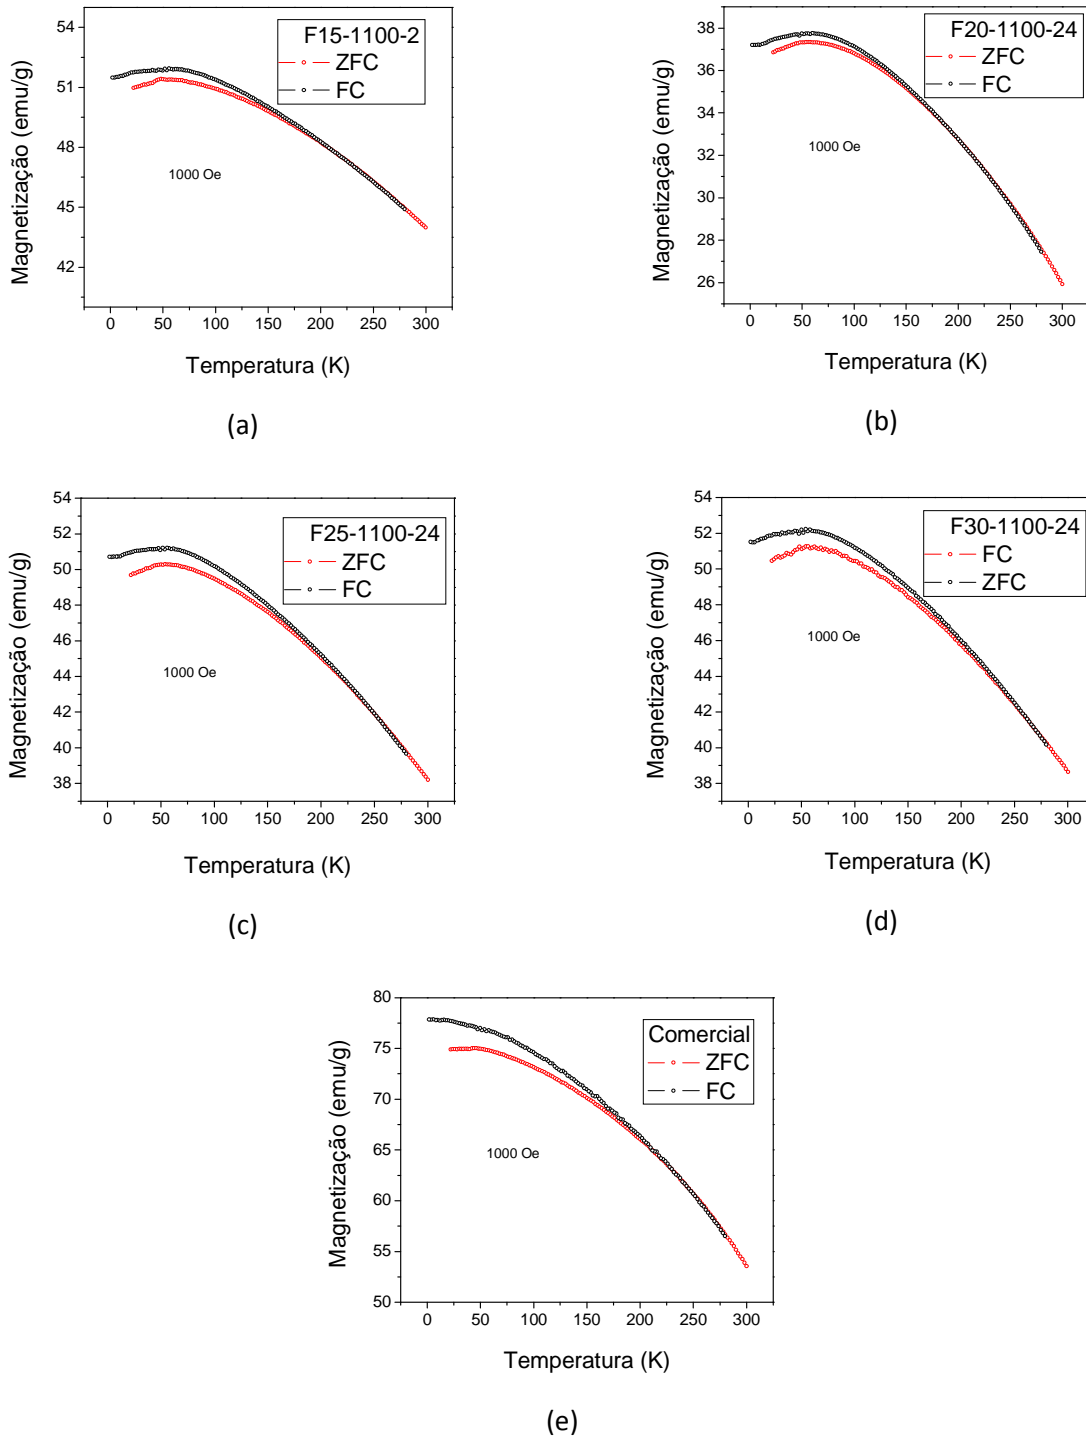 F15-1100-2
ZFC
FC
1000 Oe
Magnetização (emu/g)
54
51
48
45
42
0 50 100 150 200 250 300
Temperatura (K)
(a)
F20-1100-24
ZFC
FC
1000 Oe
Magnetização (emu/g)
38
36
34
32
30
28
26
0 50 100 150 200 250 300
Temperatura (K)
(b)
F25-1100-24
ZFC
FC
1000 Oe
Magnetização (emu/g)
54
52
50
48
46
44
42
40
38
0 50 100 150 200 250 300
Temperatura (K)
(c)
F30-1100-24
FC
ZFC
1000 Oe
Magnetização (emu/g)
54
52
50
48
46
44
42
40
38
0 50 100 150 200 250 300
Temperatura (K)
(d)
Comercial
ZFC
FC
1000 Oe
Magnetização (emu/g)
80
75
70
65
60
55
50
0 50 100 150 200 250 300
Temperatura (K)
(e)